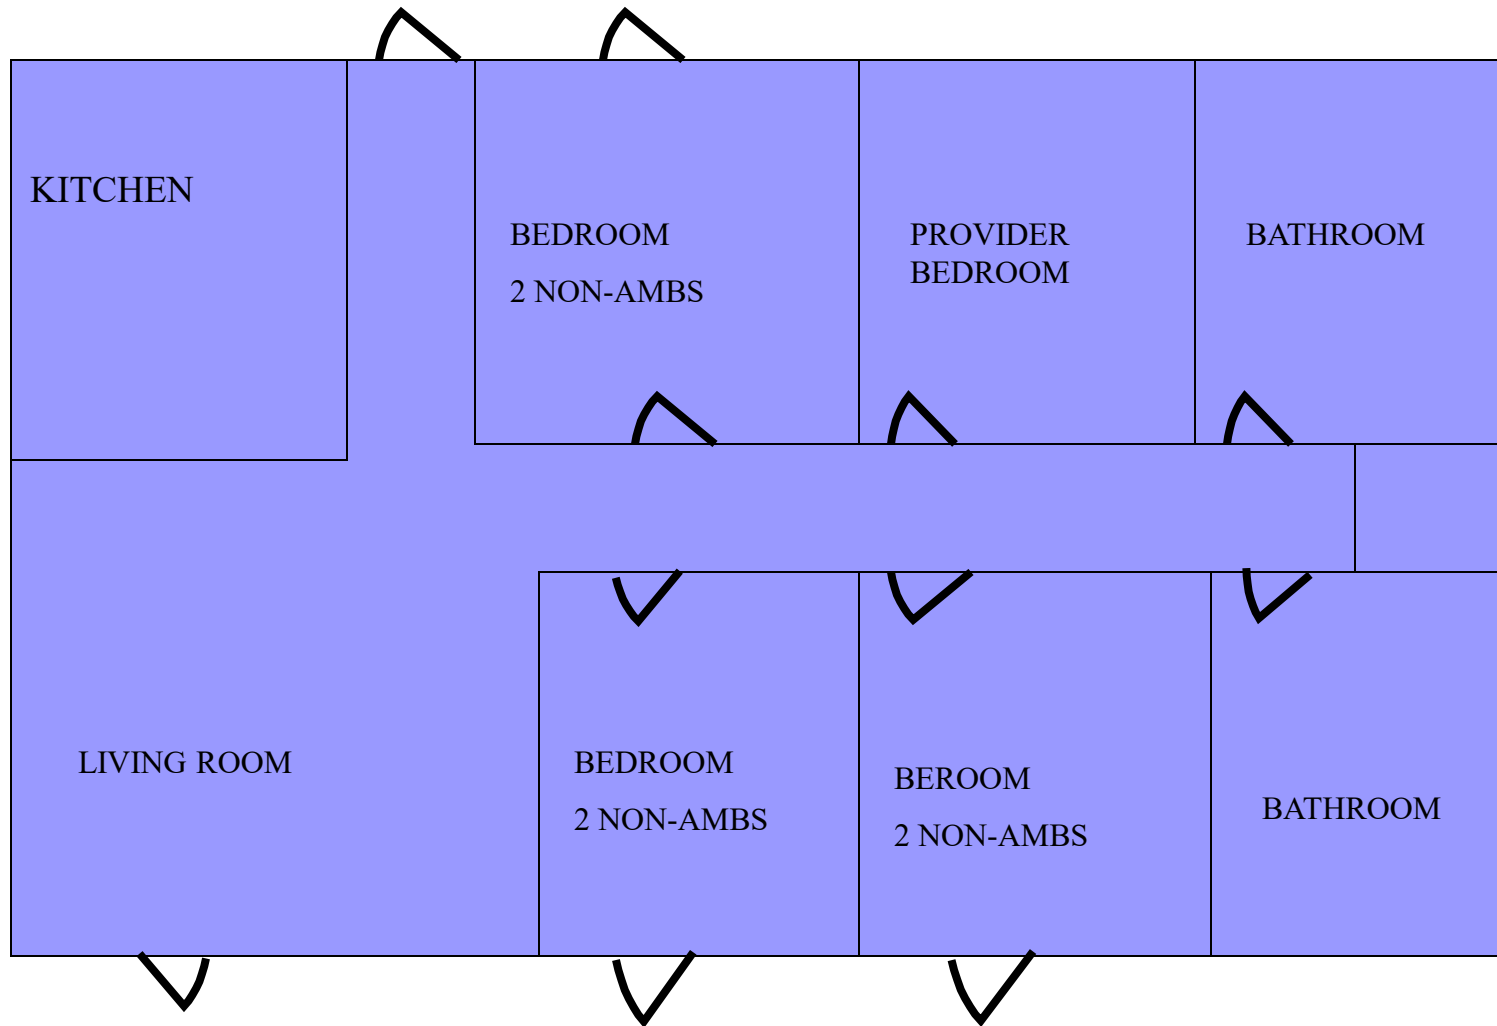 KITCHEN
BEDROOM
2 NON-AMBS
PROVIDER
BEDROOM
BATHROOM
LIVING ROOM
BEDROOM
2 NON-AMBS
BEROOM
2 NON-AMBS
BATHROOM